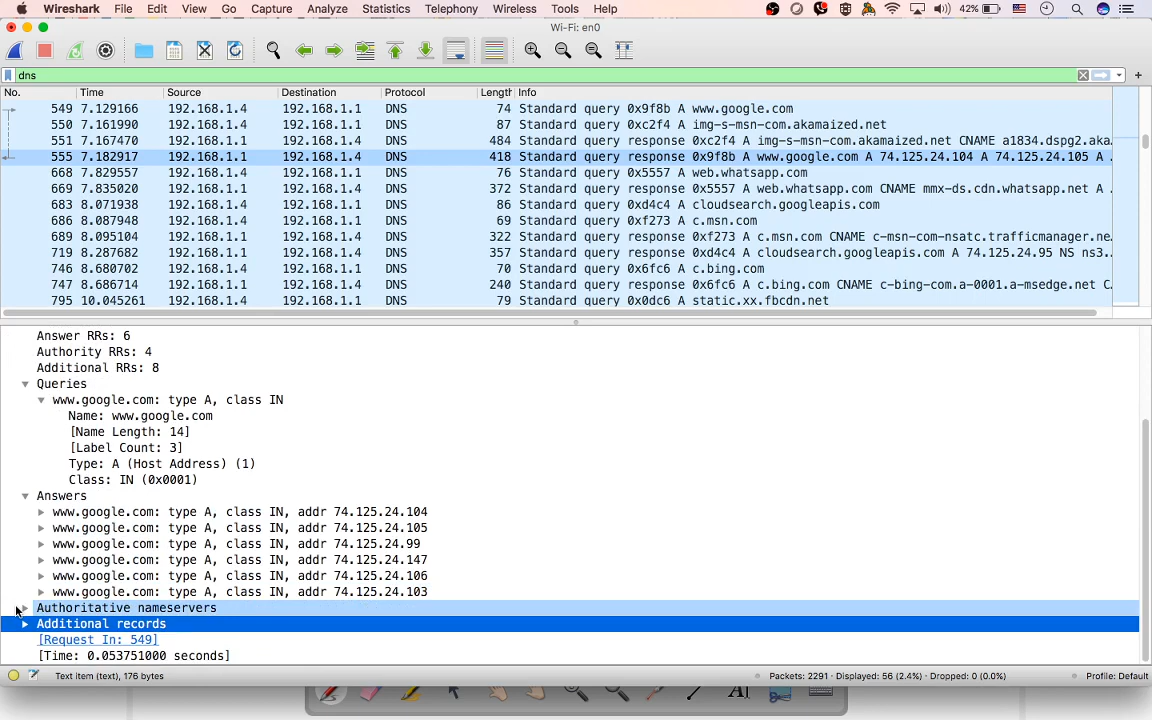 Wireshark File Edit View Go Capture Analyze Statistics Telephony Wireless Tools Help 42%
Wi-Fi: en0
dns
No. Time Source Destination Protocol Length Info
549 7.129166 192.168.1.4 192.168.1.1 DNS 74 Standard query 0x9f8b A www.google.com
550 7.161990 192.168.1.4 192.168.1.1 DNS 87 Standard query 0xc2f4 A img-s-msn-com.akamaized.net
551 7.167470 192.168.1.1 192.168.1.4 DNS 484 Standard query response 0xc2f4 A img-s-msn-com.akamaized.net CNAME a1834.dspg2.aka…
555 7.182917 192.168.1.1 192.168.1.4 DNS 418 Standard query response 0x9f8b A www.google.com A 74.125.24.104 A 74.125.24.105 A …
668 7.829557 192.168.1.4 192.168.1.1 DNS 76 Standard query 0x5557 A web.whatsapp.com
669 7.835020 192.168.1.1 192.168.1.4 DNS 372 Standard query response 0x5557 A web.whatsapp.com CNAME mmx-ds.cdn.whatsapp.net A …
683 8.071938 192.168.1.4 192.168.1.1 DNS 86 Standard query 0xd4c4 A cloudsearch.googleapis.com
686 8.087948 192.168.1.4 192.168.1.1 DNS 69 Standard query 0xf273 A c.msn.com
689 8.095104 192.168.1.1 192.168.1.4 DNS 322 Standard query response 0xf273 A c.msn.com CNAME c-msn-com-nsatc.trafficmanager.ne…
719 8.287682 192.168.1.1 192.168.1.4 DNS 357 Standard query response 0xd4c4 A cloudsearch.googleapis.com A 74.125.24.95 NS ns3…
746 8.680702 192.168.1.4 192.168.1.1 DNS 70 Standard query 0x6fc6 A c.bing.com
747 8.686714 192.168.1.1 192.168.1.4 DNS 240 Standard query response 0x6fc6 A c.bing.com CNAME c-bing-com.a-0001.a-msedge.net C…
795 10.045261 192.168.1.4 192.168.1.1 DNS 79 Standard query 0x0dc6 A static.xx.fbcdn.net
Answer RRs: 6
Authority RRs: 4
Additional RRs: 8
Queries
www.google.com: type A, class IN
Name: www.google.com
[Name Length: 14]
[Label Count: 3]
Type: A (Host Address) (1)
Class: IN (0x0001)
Answers
www.google.com: type A, class IN, addr 74.125.24.104
www.google.com: type A, class IN, addr 74.125.24.105
www.google.com: type A, class IN, addr 74.125.24.99
www.google.com: type A, class IN, addr 74.125.24.147
www.google.com: type A, class IN, addr 74.125.24.106
www.google.com: type A, class IN, addr 74.125.24.103
Authoritative nameservers
Additional records
[Request In: 549]
[Time: 0.053751000 seconds]
Text item (text), 176 bytes Packets: 2291 · Displayed: 56 (2.4%) · Dropped: 0 (0.0%) Profile: Default